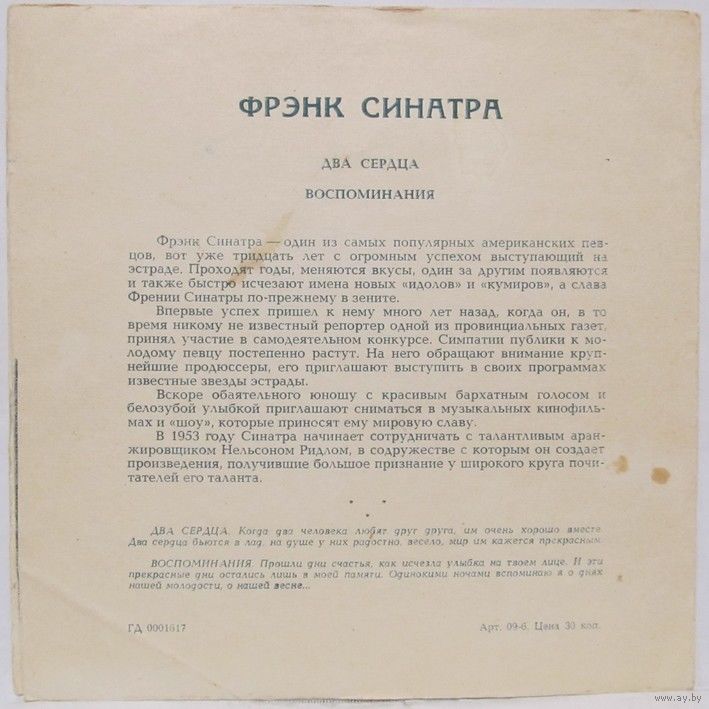 ФРЭНК СИНАТРА
ДВА СЕРДЦА
ВОСПОМИНАНИЯ
Фрэнк Синатра — один из самых популярных американских пев-
цов, вот уже тридцать лет с огромным успехом выступающий на
эстраде. Проходят годы, меняются вкусы, один за другим появляются
и также быстро исчезают имена новых «идолов» и «кумиров», а слава
Френии Синатры по-прежнему в зените.
Впервые успех пришел к нему много лет назад, когда он, в то
время никому не известный репортер одной из провинциальных газет,
принял участие в самодеятельном конкурсе. Симпатии публики к мо-
лодому певцу постепенно растут. На него обращают внимание круп-
нейшие продюссеры, его приглашают выступить в своих программах
известные звезды эстрады.
Вскоре обаятельного юношу с красивым бархатным голосом и
белозубой улыбкой приглашают сниматься в музыкальных кинофиль-
мах и «шоу», которые приносят ему мировую славу.
В 1953 году Синатра начинает сотрудничать с талантливым аран-
жировщиком Нельсоном Ридлом, в содружестве с которым он создает
произведения, получившие большое признание у широкого круга почи-
тателей его таланта.
ДВА СЕРДЦА. Когда два человека любят друг друга, им очень хорошо вместе.
Два сердца бьются в лад, на душе у них радостно, весело, мир им кажется прекрасным.
ВОСПОМИНАНИЯ. Прошли дни счастья, как исчезла улыбка на твоем лице. И эти
прекрасные дни остались лишь в моей памяти. Одинокими ночами вспоминаю я о днях
нашей молодости, о нашей весне...
ГД 0001617 Арт. 09-6. Цена 30 коп.
www.ay.by